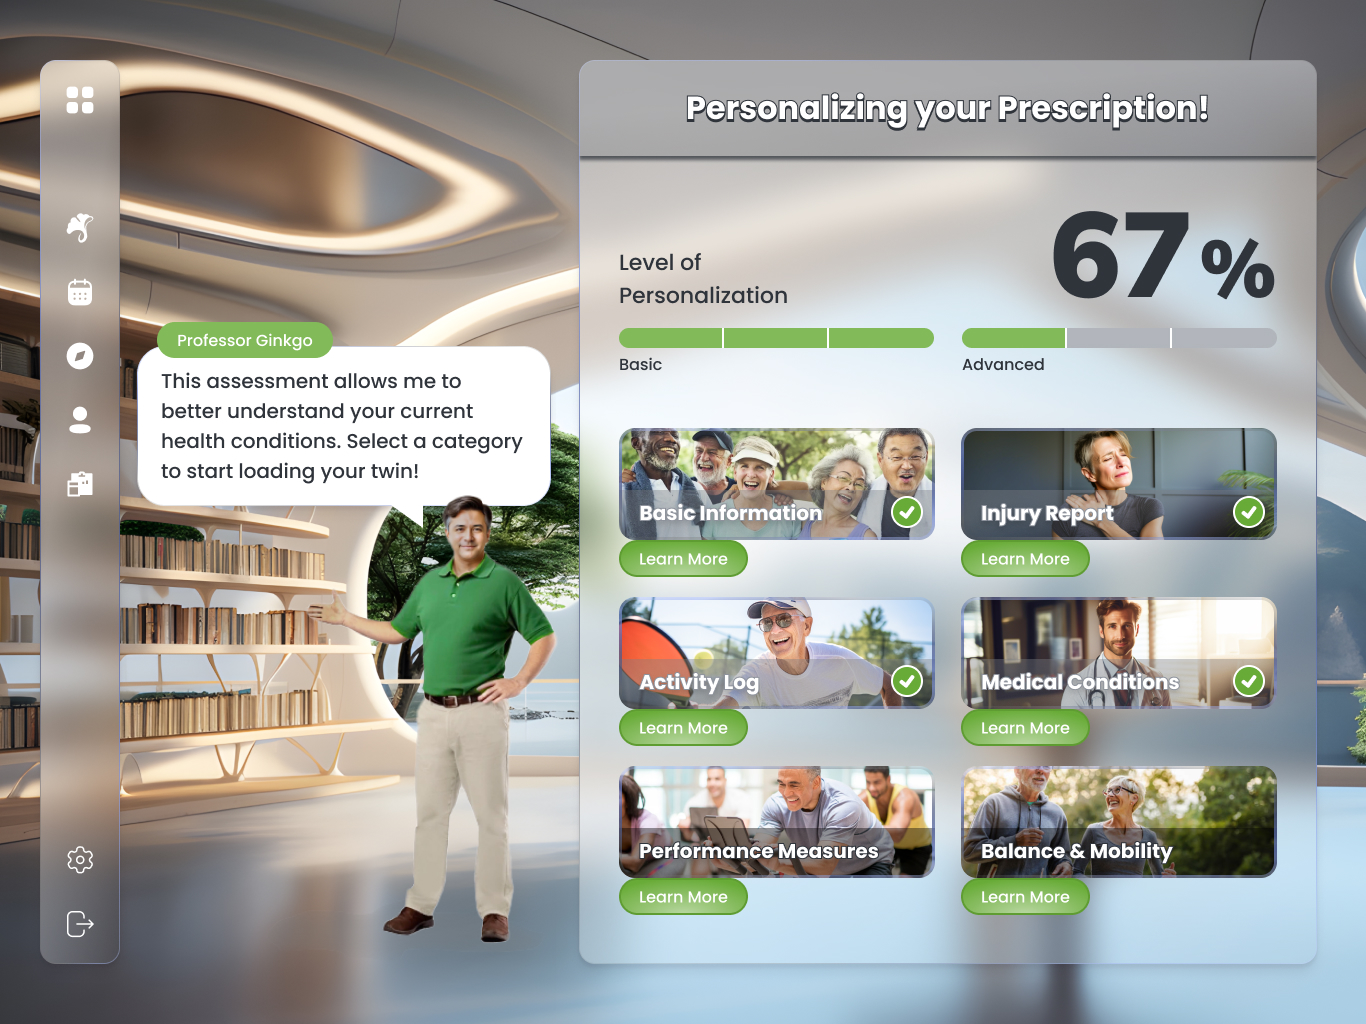 Personalizing your Prescription!
Level of
Personalization
67 %
Basic
Advanced
Professor Ginkgo
This assessment allows me to
better understand your current
health conditions. Select a category
to start loading your twin!
Basic Information
Learn More
Injury Report
Learn More
Activity Log
Learn More
Medical Conditions
Learn More
Performance Measures
Learn More
Balance & Mobility
Learn More